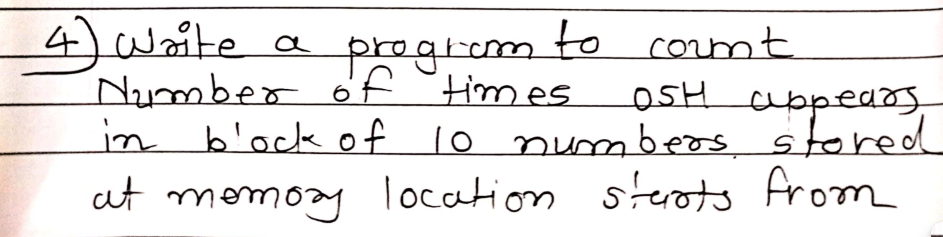 4) Write a program to count
Number of times 05H appears
in block of 10 numbers stored
at memory location starts from